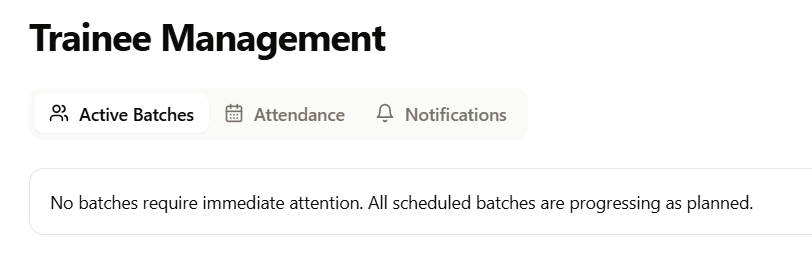 Trainee Management
Active Batches Attendance Notifications
No batches require immediate attention. All scheduled batches are progressing as planned.